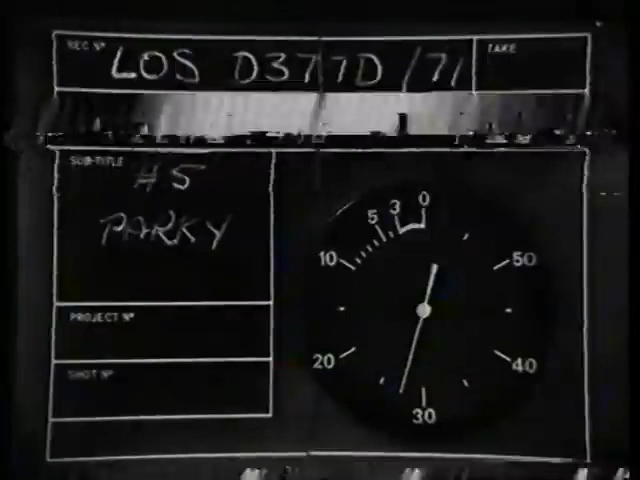 REC Nº
LOS D377D/71
TAKE
SUB-TITLE
#5
PARKY
PROJECT Nº
SHOT Nº
0
3
5
10
50
20
40
30